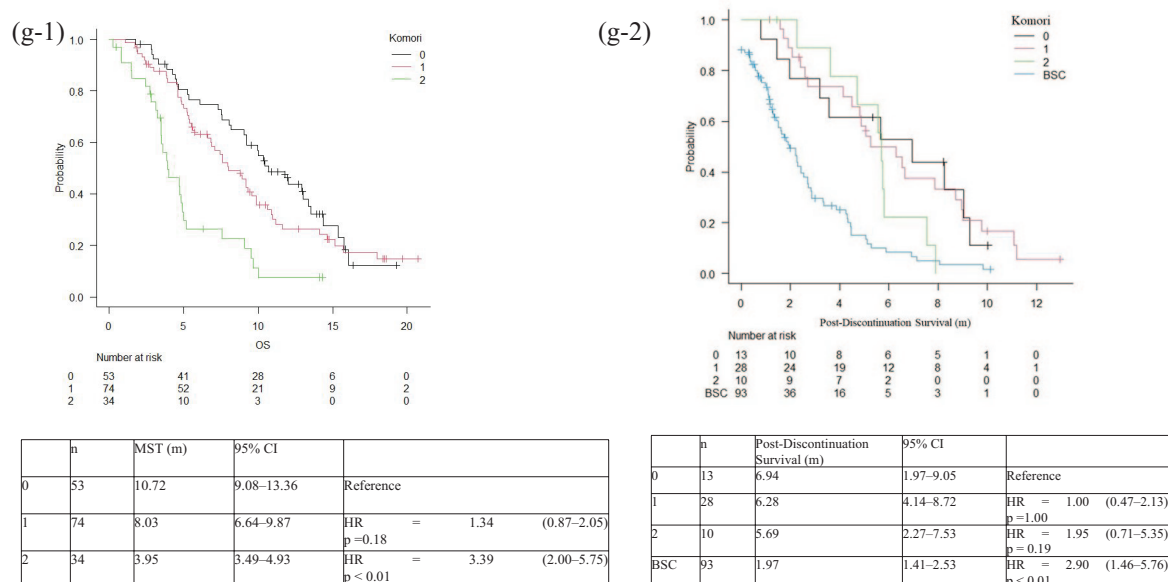 (g-1)
Komori
0
1
2
1.0
0.8
0.6
0.4
0.2
0.0
Probability
0 5 10 15 20
OS
Number at risk
0 53 41 28 6 0
1 74 52 21 9 2
2 34 10 3 0 0
n MST (m) 95% CI
0 53 10.72 9.08–13.36 Reference
1 74 8.03 6.64–9.87 HR = 1.34 (0.87–2.05)
p =0.18
2 34 3.95 3.49–4.93 HR = 3.39 (2.00–5.75)
p < 0.01
(g-2)
Komori
0
1
2
BSC
1.0
0.8
0.6
0.4
0.2
0.0
Probability
0 2 4 6 8 10 12
Post-Discontinuation Survival (m)
Number at risk
0 13 10 8 6 5 1 0
1 28 24 19 12 8 4 1
2 10 9 7 2 0 0 0
BSC 93 36 16 5 3 1 0
n Post-Discontinuation 95% CI
Survival (m)
0 13 6.94 1.97–9.05 Reference
1 28 6.28 4.14–8.72 HR = 1.00 (0.47–2.13)
p =1.00
2 10 5.69 2.27–7.53 HR = 1.95 (0.71–5.35)
p = 0.19
BSC 93 1.97 1.41–2.53 HR = 2.90 (1.46–5.76)
p < 0.01